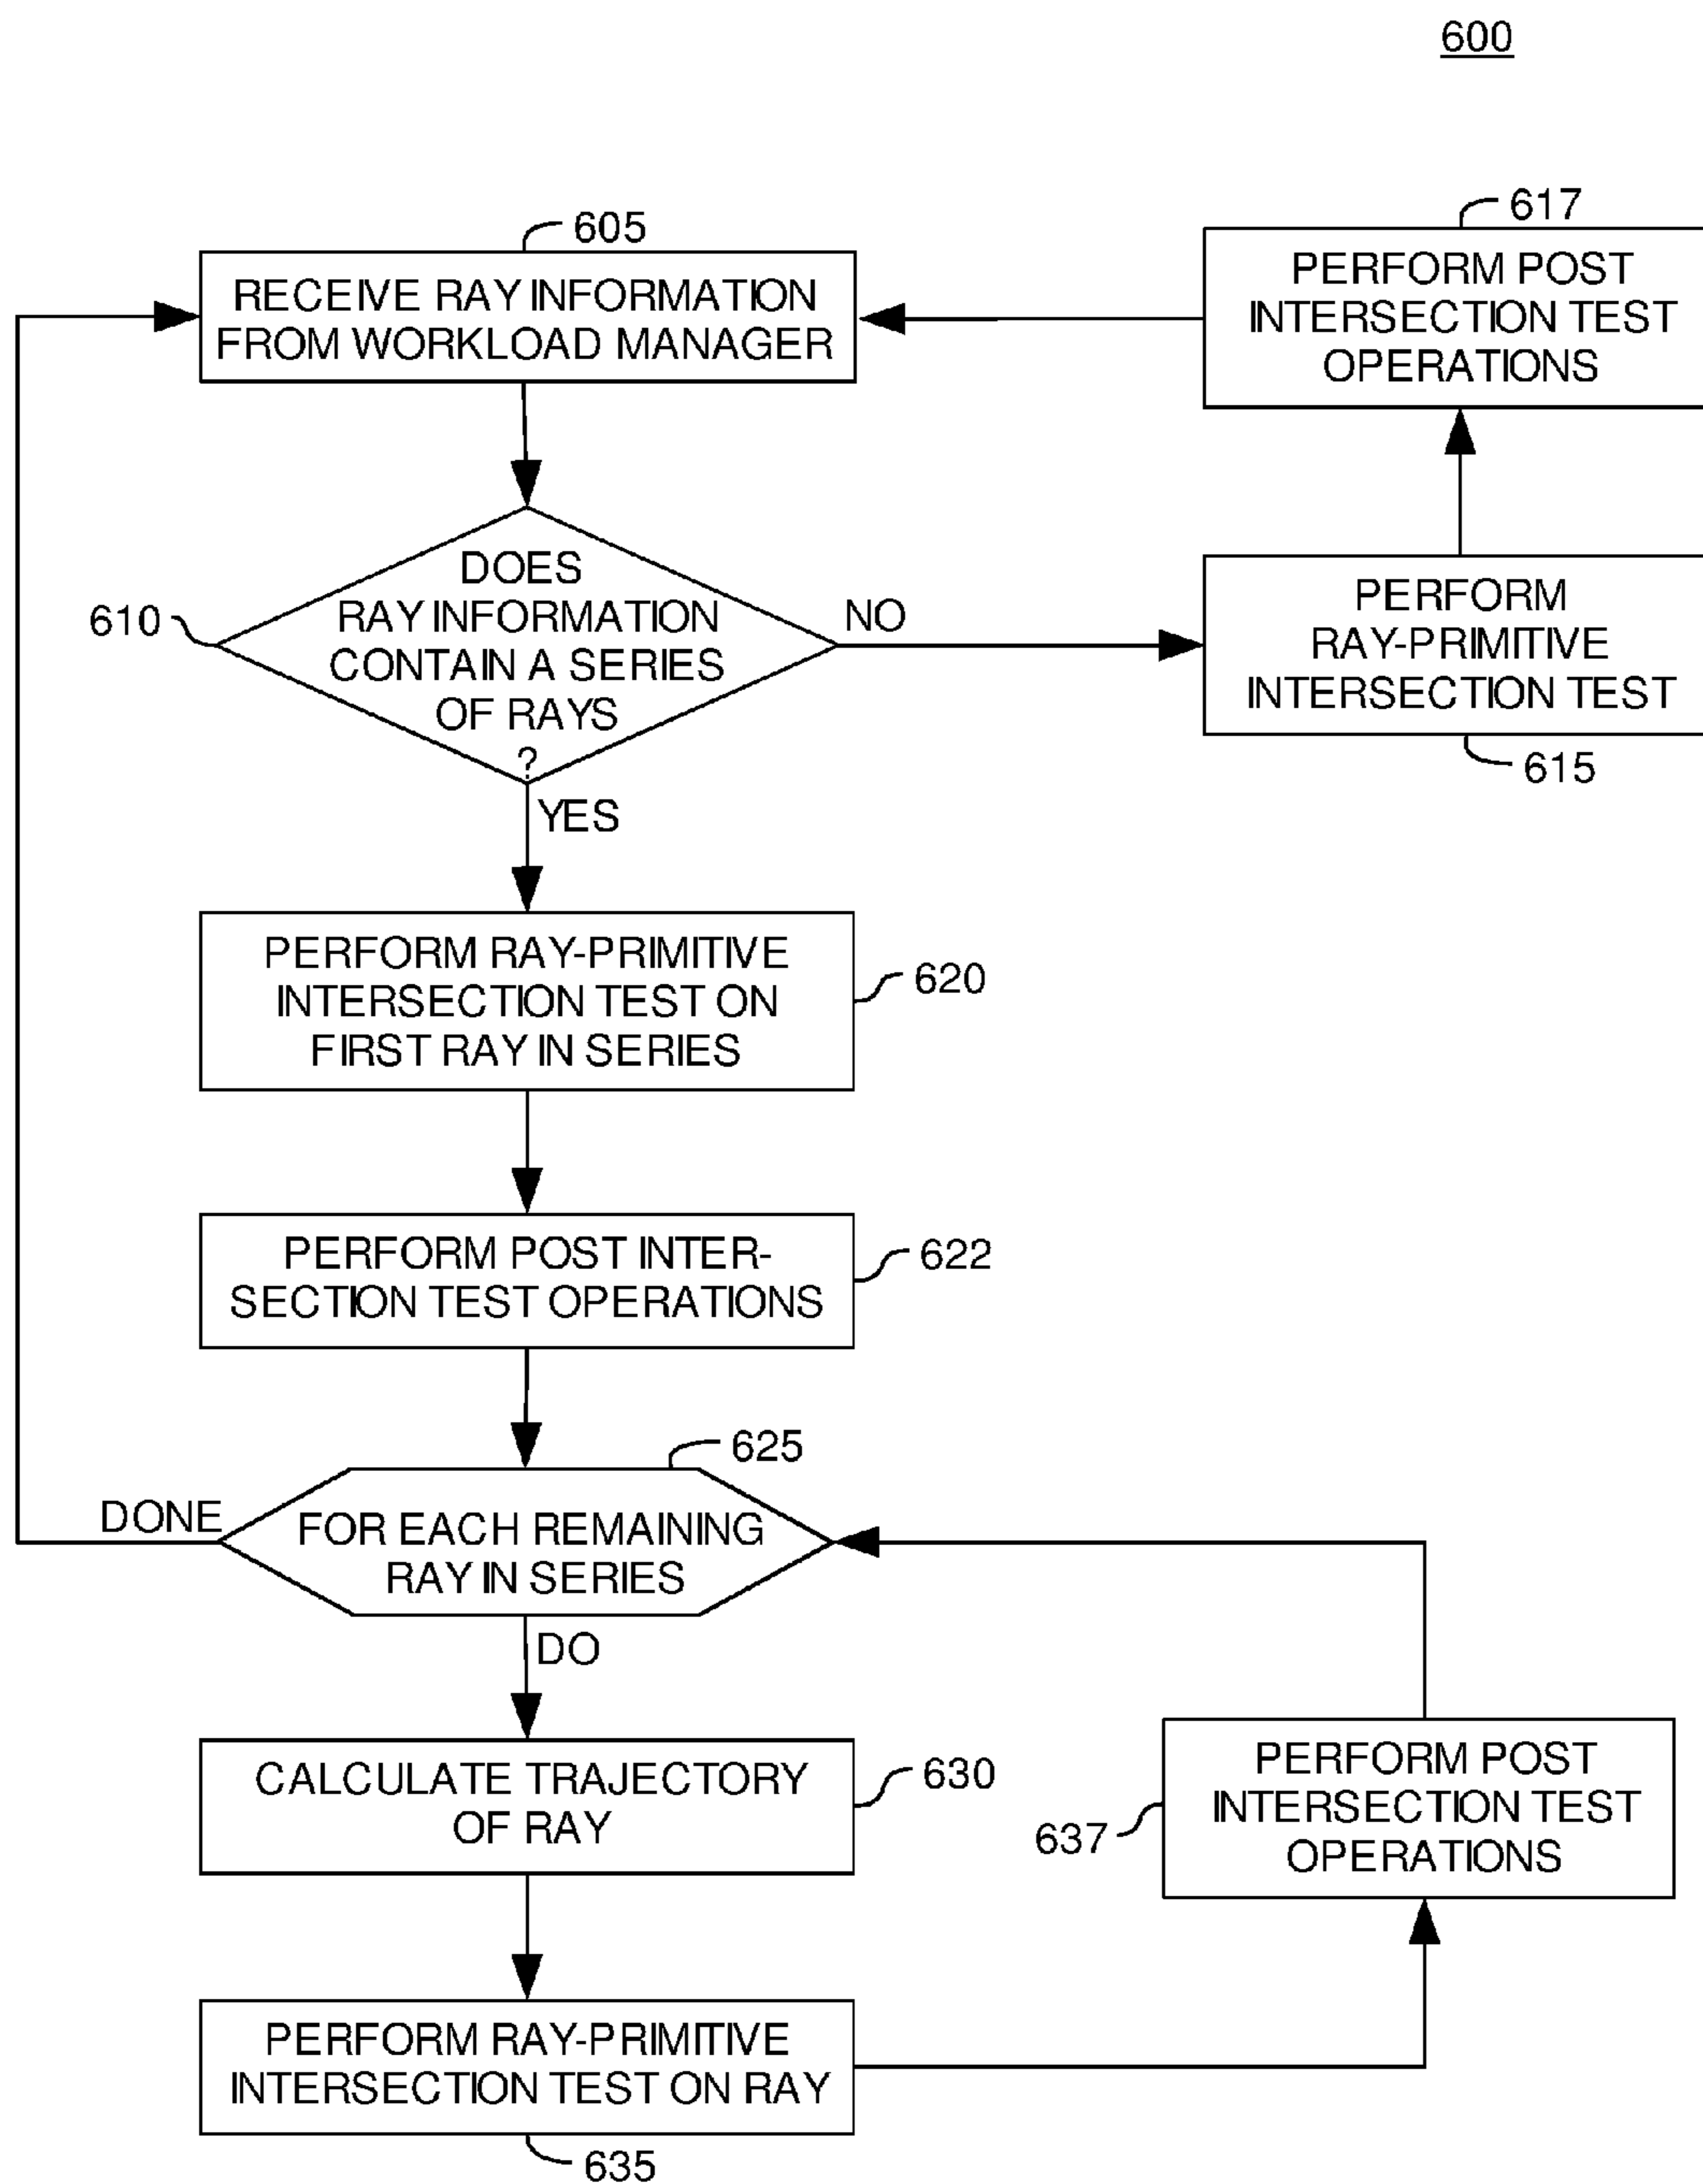 600
605
RECEIVE RAY INFORMATION
FROM WORKLOAD MANAGER
617
PERFORM POST
INTERSECTION TEST
OPERATIONS
610
DOES
RAY INFORMATION
CONTAIN A SERIES
OF RAYS
?
NO
YES
PERFORM
RAY-PRIMITIVE
INTERSECTION TEST
615
PERFORM RAY-PRIMITIVE
INTERSECTION TEST ON
FIRST RAY IN SERIES
620
PERFORM POST INTER-
SECTION TEST OPERATIONS
622
625
DONE
FOR EACH REMAINING
RAY IN SERIES
DO
CALCULATE TRAJECTORY
OF RAY
630
637
PERFORM POST
INTERSECTION TEST
OPERATIONS
PERFORM RAY-PRIMITIVE
INTERSECTION TEST ON RAY
635